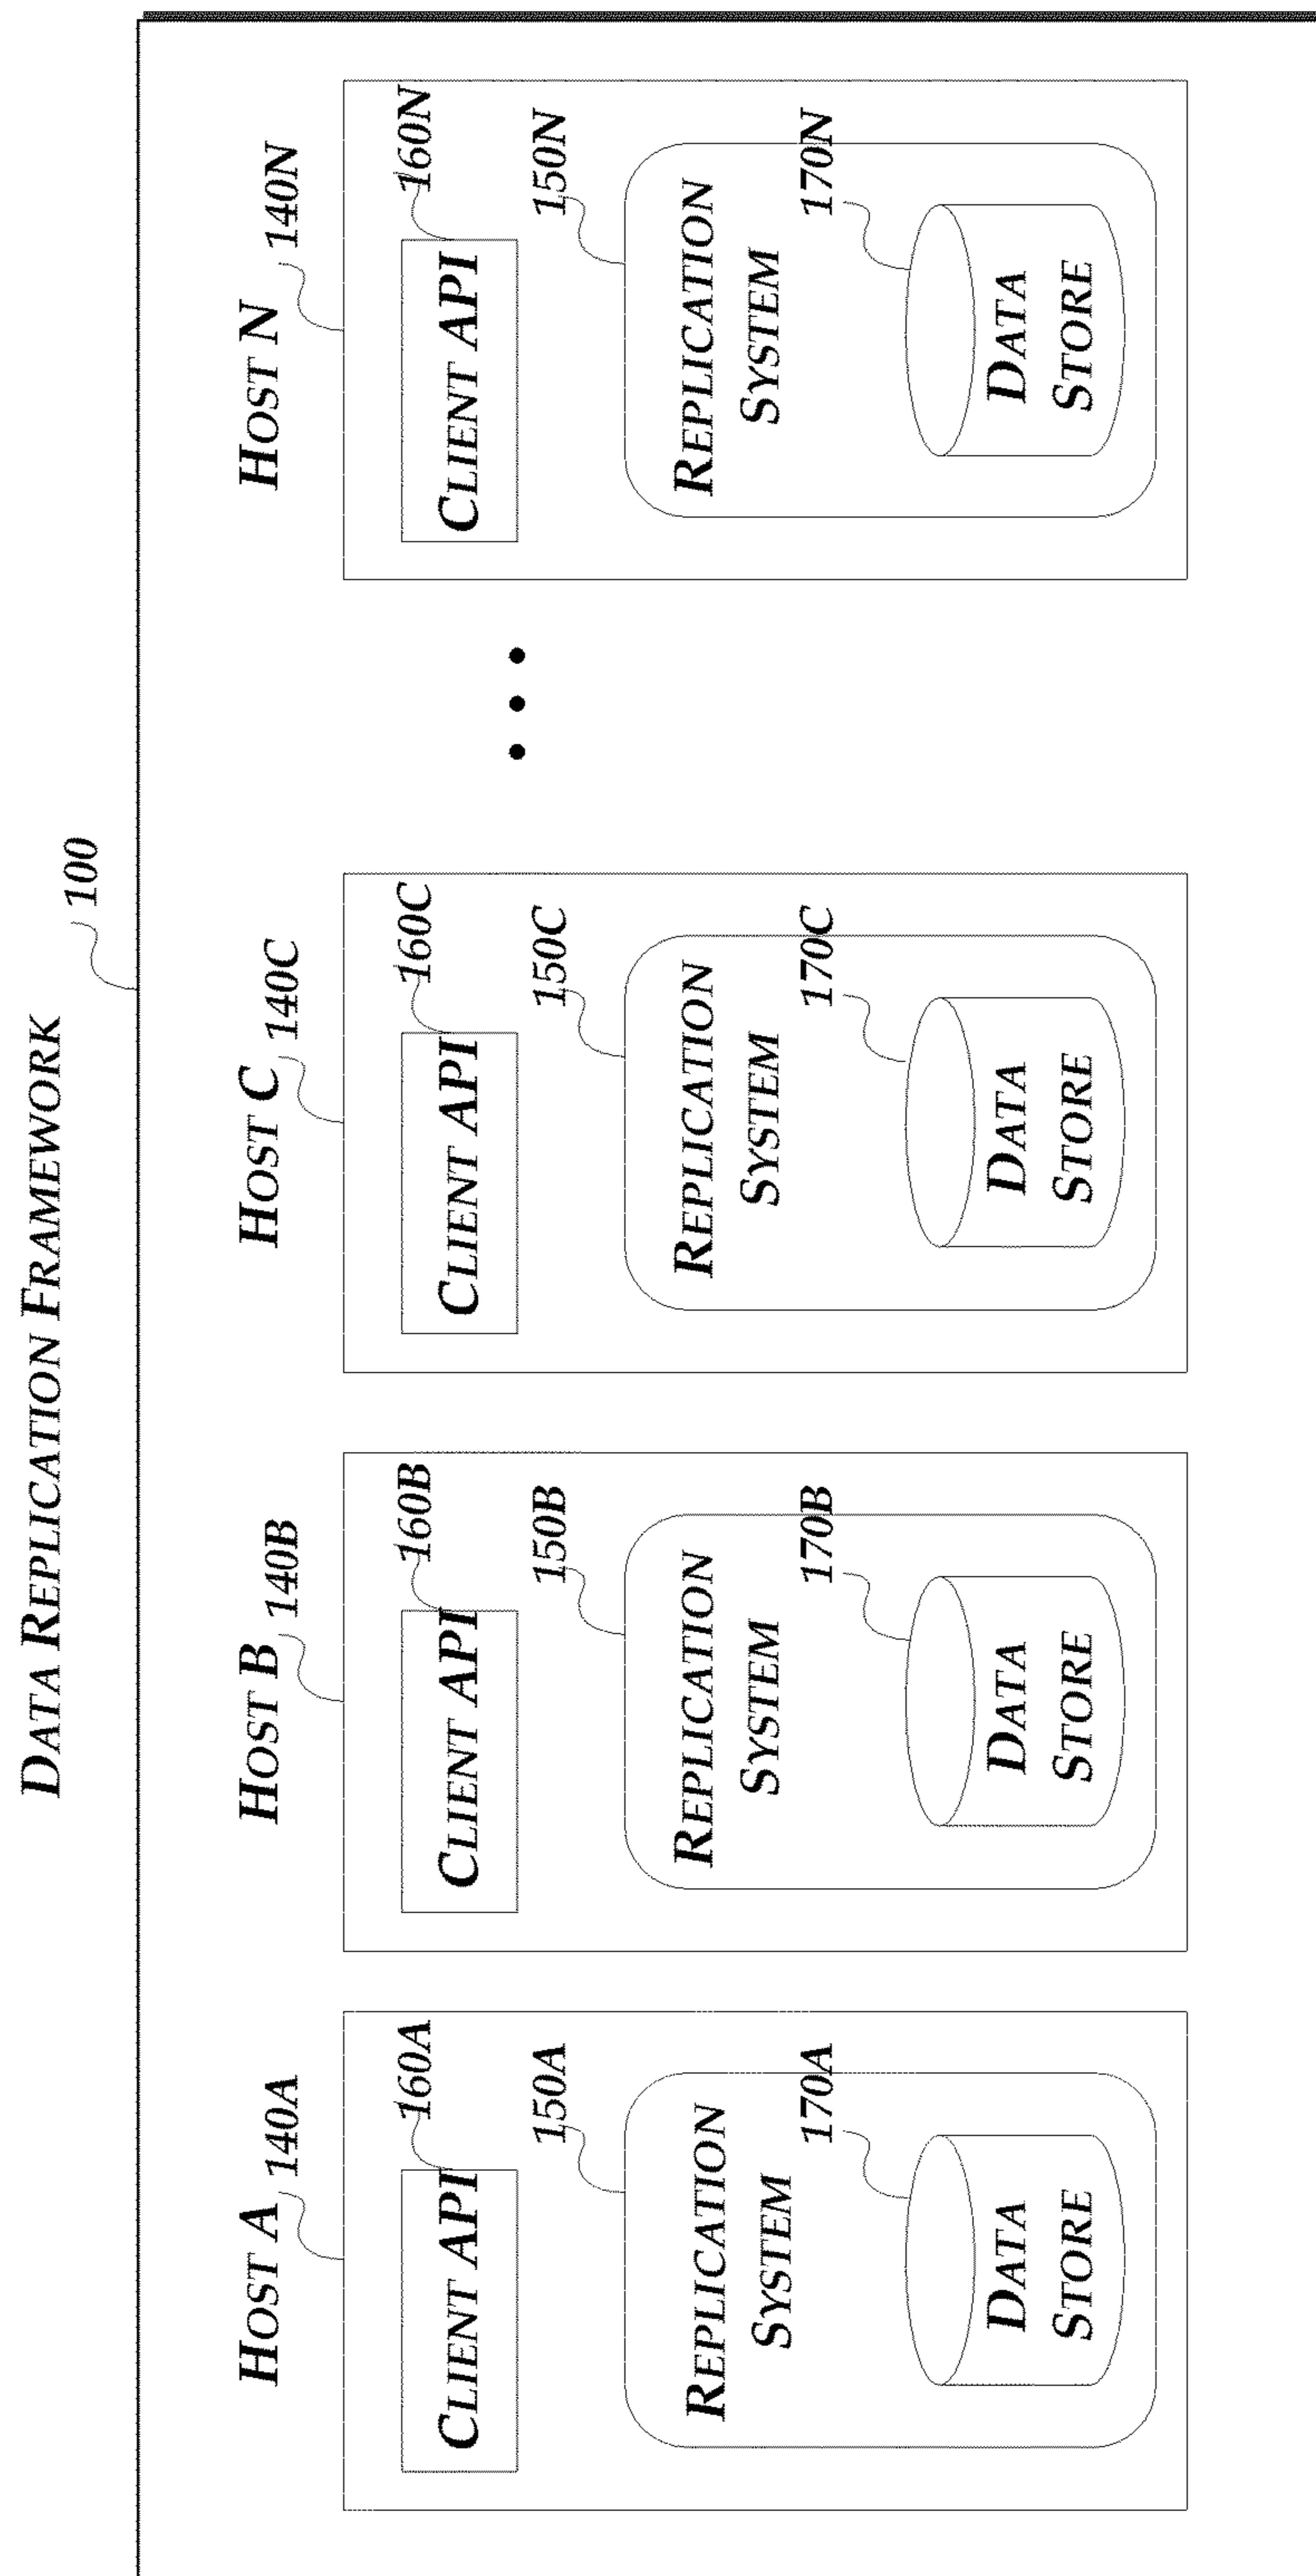 DATA REPLICATION FRAMEWORK
100
HOST A 140A
HOST B 140B
HOST C 140C
HOST N 140N
160A
CLIENT API
160B
CLIENT API
160C
CLIENT API
160N
CLIENT API
150A
150B
150C
150N
REPLICATION
SYSTEM
REPLICATION
SYSTEM
REPLICATION
SYSTEM
REPLICATION
SYSTEM
170A
170B
170C
170N
DATA
STORE
DATA
STORE
DATA
STORE
DATA
STORE